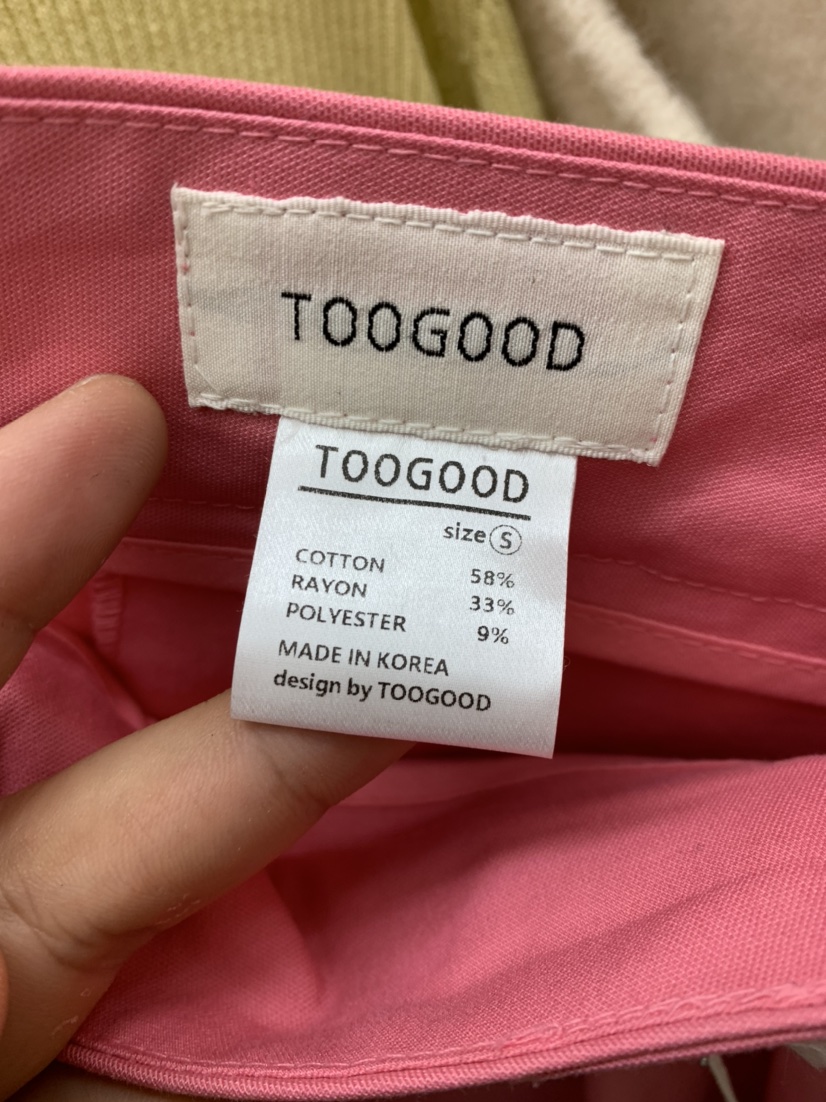 TOOGOOD
TOOGOOD
size Ⓢ
COTTON 58%
RAYON 33%
POLYESTER 9%
MADE IN KOREA
design by TOOGOOD